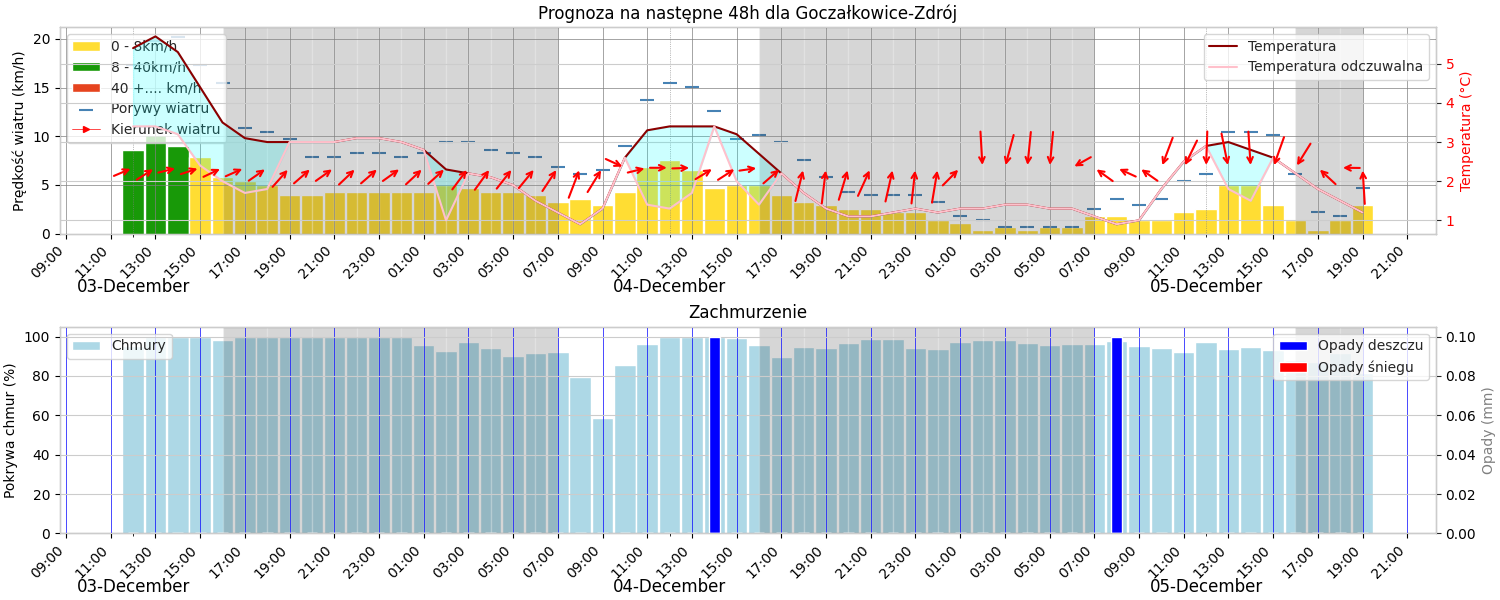 Prognoza na następne 48h dla Goczałkowice-Zdrój
Prędkość wiatru (km/h)
20
15
10
5
0
0 - 8km/h
8 - 40km/h
40 +.... km/h
Porywy wiatru
Kierunek wiatru
Temperatura
Temperatura odczuwalna
5
4
3
2
1
Temperatura (°C)
09:00 11:00 13:00 15:00 17:00 19:00 21:00 23:00 01:00 03:00 05:00 07:00 09:00 11:00 13:00 15:00 17:00 19:00 21:00 23:00 01:00 03:00 05:00 07:00 09:00 11:00 13:00 15:00 17:00 19:00 21:00
03-December 04-December 05-December
Zachmurzenie
Pokrywa chmur (%)
100
80
60
40
20
0
Chmury
Opady deszczu
Opady śniegu
0.10
0.08
0.06
0.04
0.02
0.00
Opady (mm)
09:00 11:00 13:00 15:00 17:00 19:00 21:00 23:00 01:00 03:00 05:00 07:00 09:00 11:00 13:00 15:00 17:00 19:00 21:00 23:00 01:00 03:00 05:00 07:00 09:00 11:00 13:00 15:00 17:00 19:00 21:00
03-December 04-December 05-December